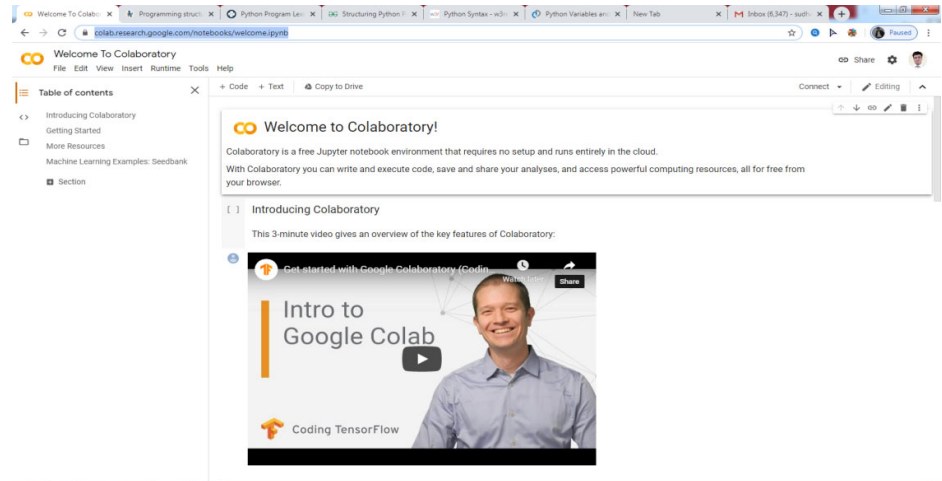 Welcome To Colabo
Programming struct
Python Program Les
Structuring Python P
Python Syntax - w3
Python Variables and
New Tab
Inbox (6,347) - sudh
colab.research.google.com/notebooks/welcome.ipynb
Paused
CO Welcome To Colaboratory
File Edit View Insert Runtime Tools Help
Share
Table of contents
+ Code + Text Copy to Drive
Connect
Editing
Introducing Colaboratory
Getting Started
More Resources
Machine Learning Examples: Seedbank
Section
CO Welcome to Colaboratory!
Colaboratory is a free Jupyter notebook environment that requires no setup and runs entirely in the cloud.
With Colaboratory you can write and execute code, save and share your analyses, and access powerful computing resources, all for free from
your browser.
[ ] Introducing Colaboratory
This 3-minute video gives an overview of the key features of Colaboratory:
Get started with Google Colaboratory (Codin
Watch later
Share
Intro to
Google Colab
Coding TensorFlow